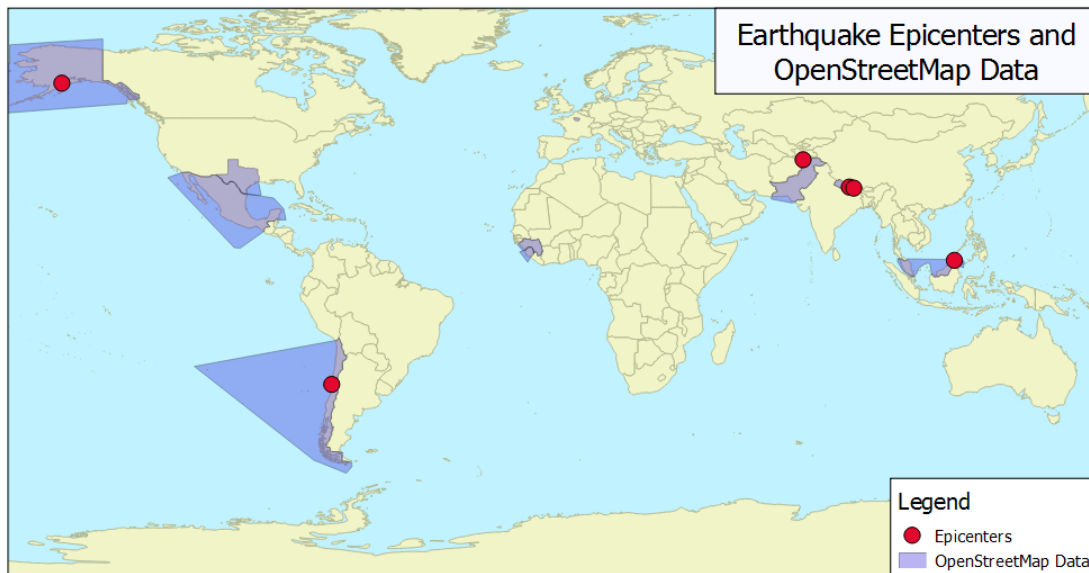 Earthquake Epicenters and
OpenStreetMap Data
Legend
Epicenters
OpenStreetMap Data